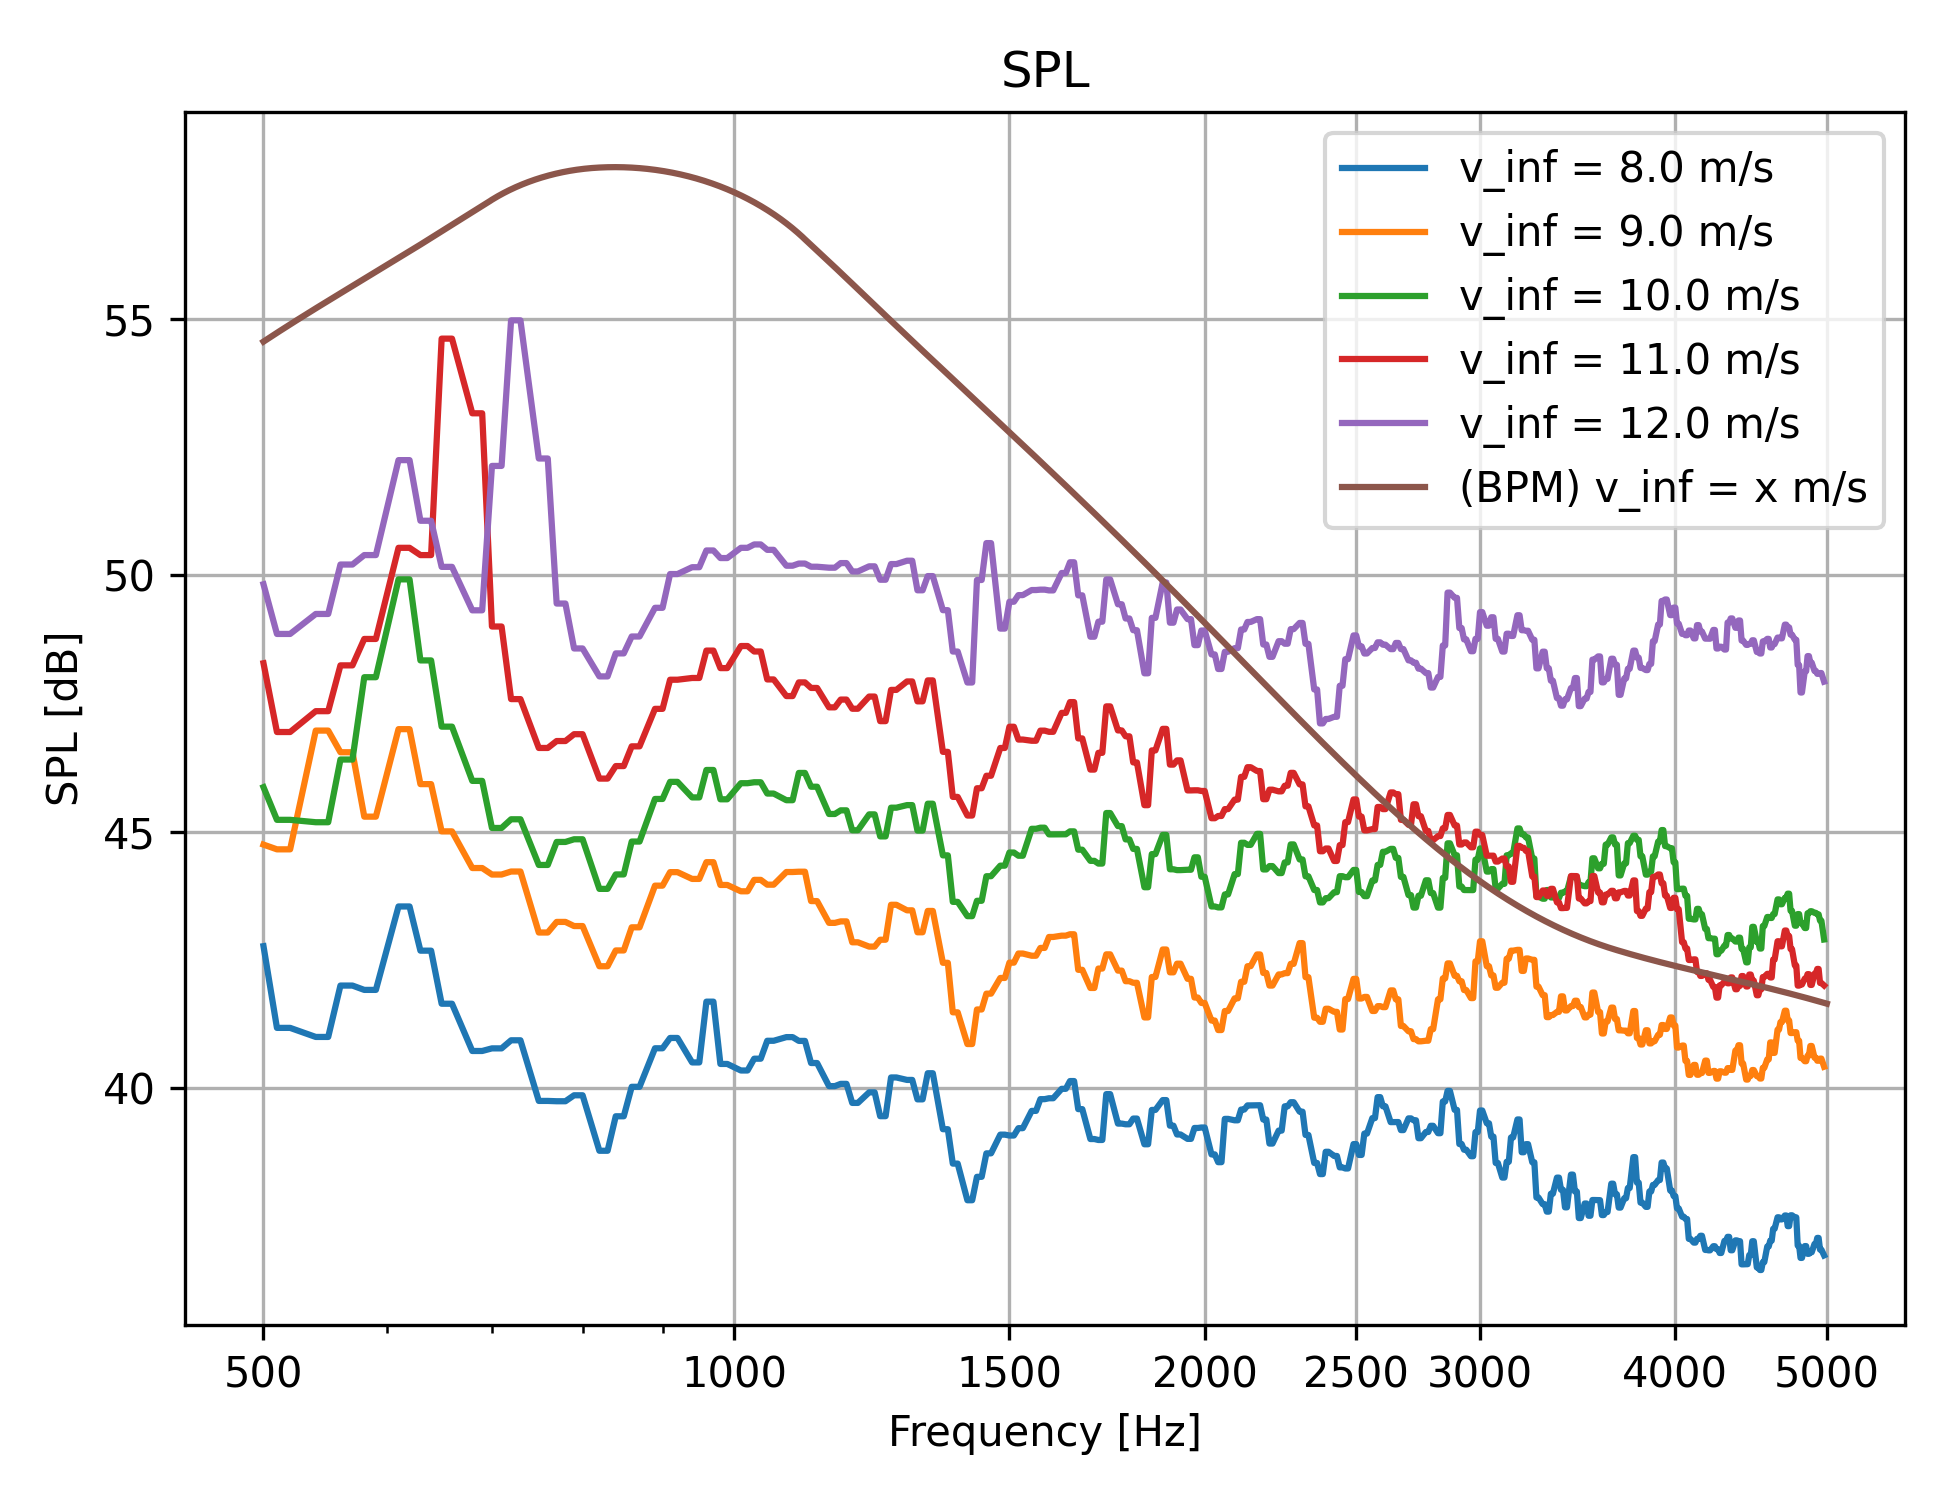 SPL
v_inf = 8.0 m/s
v_inf = 9.0 m/s
v_inf = 10.0 m/s
v_inf = 11.0 m/s
v_inf = 12.0 m/s
(BPM) v_inf = x m/s
SPL [dB]
55
50
45
40
500 1000 1500 2000 2500 3000 4000 5000
Frequency [Hz]